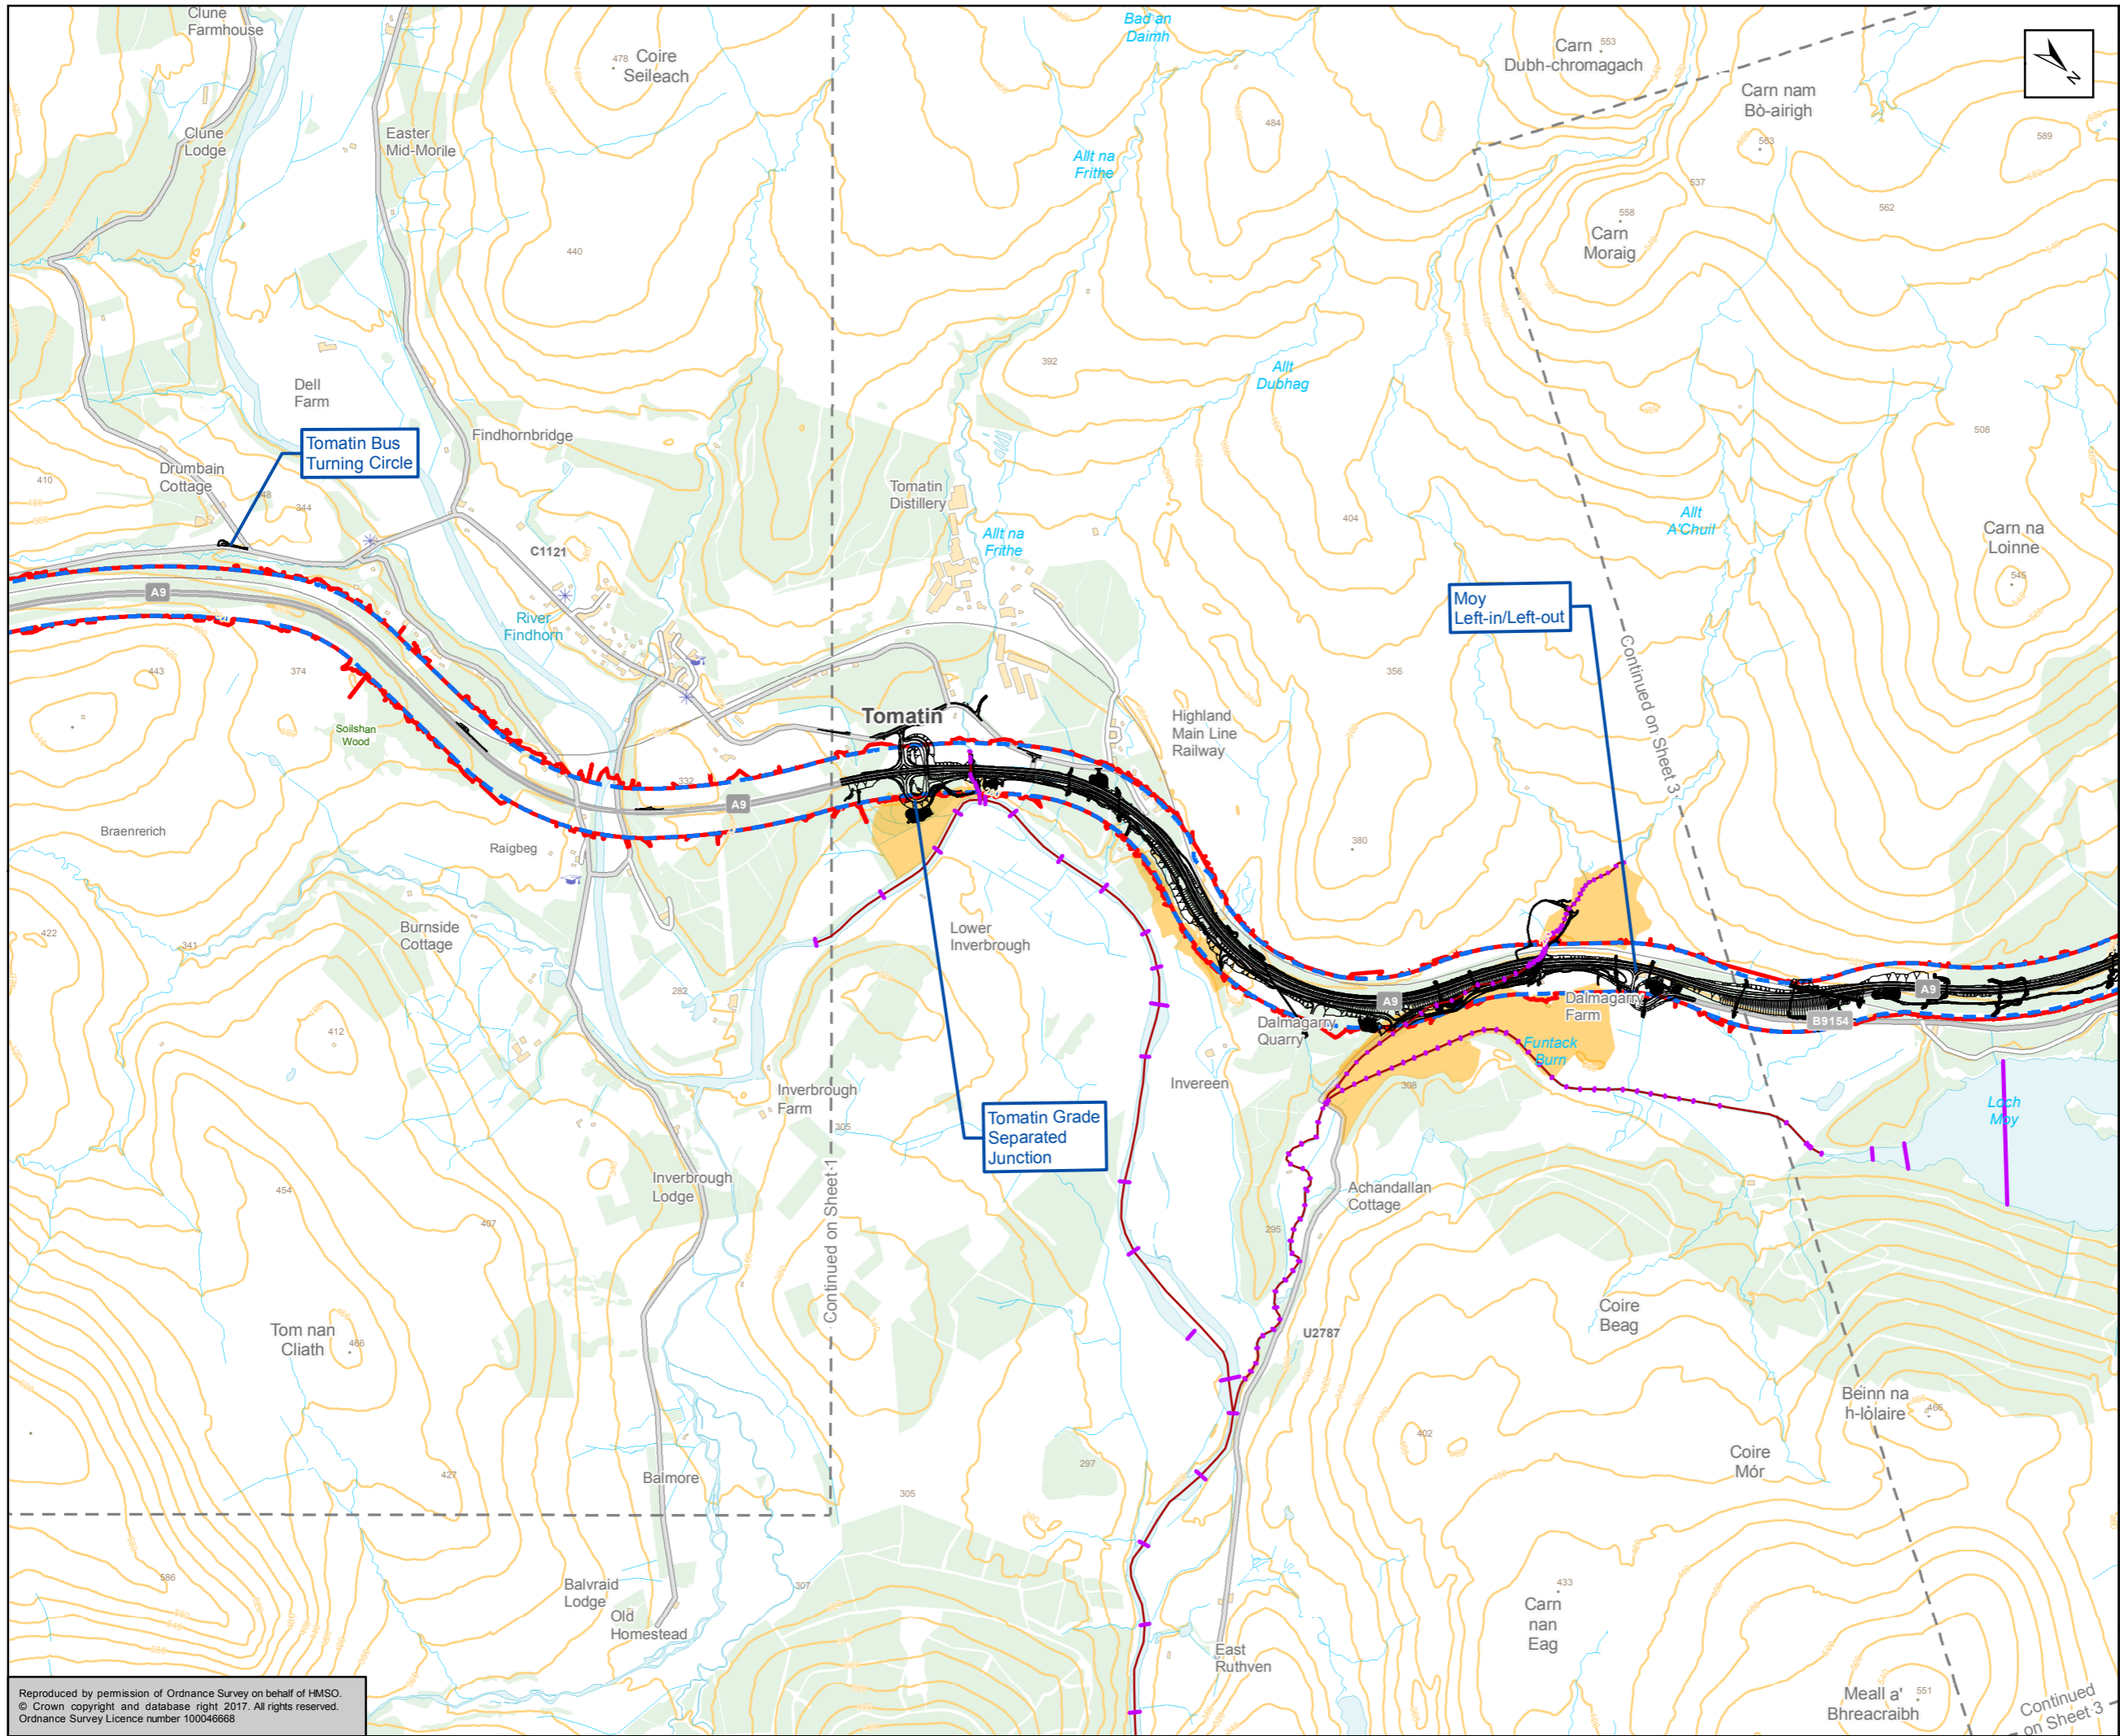 Clune
Farmhouse
Coire
Seileach
478
Bad an
Daimh
Carn
Dubh-chromagach
553
N
Carn nam
Bò-airigh
563
589
Clune
Lodge
Easter
Mid-Morile
484
Allt na
Frithe
537
562
558
Carn
Moraig
440
392
Allt
Dubhag
Dell
Farm
Findhornbridge
Tomatin Bus
Turning Circle
Drumbain
Cottage
410
348
344
508
Tomatin
Distillery
Allt na
Frithe
404
Allt
A'Chuil
Carn na
Loinne
545
C1121
A9
River
Findhorn
Moy
Left-in/Left-out
Continued on Sheet 3
443
374
356
Soilshan
Wood
Tomatin
Highland
Main Line
Railway
332
A9
Braenrerich
Raigbeg
380
422
341
Burnside
Cottage
Lower
Inverbrough
282
A9
Dalmagarry
Farm
A9
B9154
Dalmagarry
Quarry
Funtack
Burn
412
Invereen
308
Inverbrough
Farm
305
Tomatin Grade
Separated
Junction
Loch
Moy
Inverbrough
Lodge
454
407
Achandallan
Cottage
295
Continued on Sheet 1
Tom nan
Cliath
466
U2787
Coire
Beag
Beinn na
h-Iolaire
466
402
Coire
Mór
427
Balmore
297
305
586
Balvraid
Lodge
307
Old
Homestead
433
Carn
nan
Eag
East
Ruthven
Meall a'
Bhreacraibh
551
Continued
on Sheet 3
Reproduced by permission of Ordnance Survey on behalf of HMSO.
© Crown copyright and database right 2017. All rights reserved.
Ordnance Survey Licence number 100046668